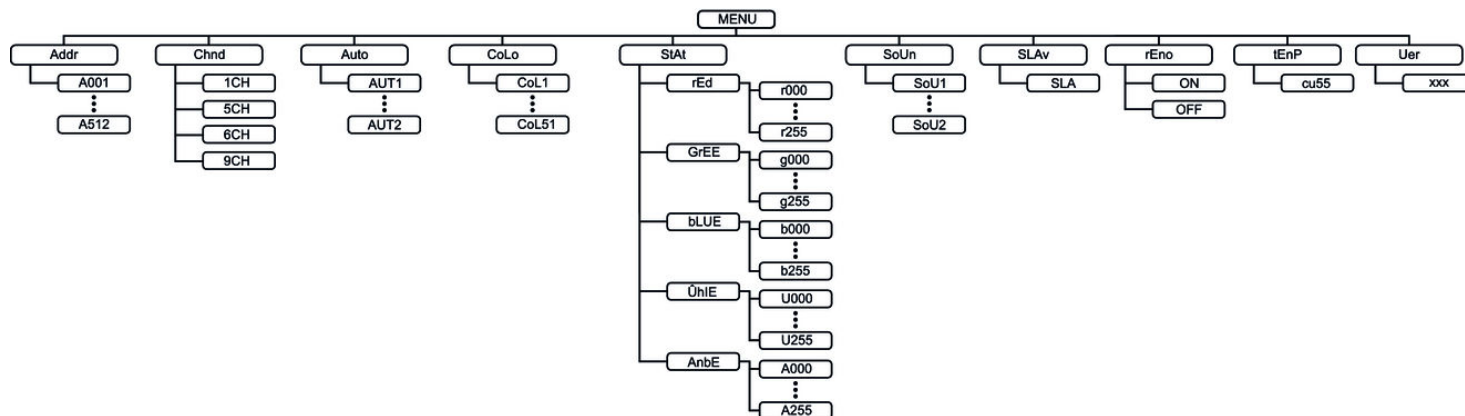 MENU
Addr
Chnd
Auto
CoLo
StAt
SoUn
SLAv
rEno
tEnP
Uer
A001
A512
1CH
5CH
6CH
9CH
AUT1
AUT2
CoL1
CoL51
rEd
r000
r255
GrEE
g000
g255
bLUE
b000
b255
ÛhIE
U000
U255
AnbE
A000
A255
SoU1
SoU2
SLA
ON
OFF
cu55
xxx